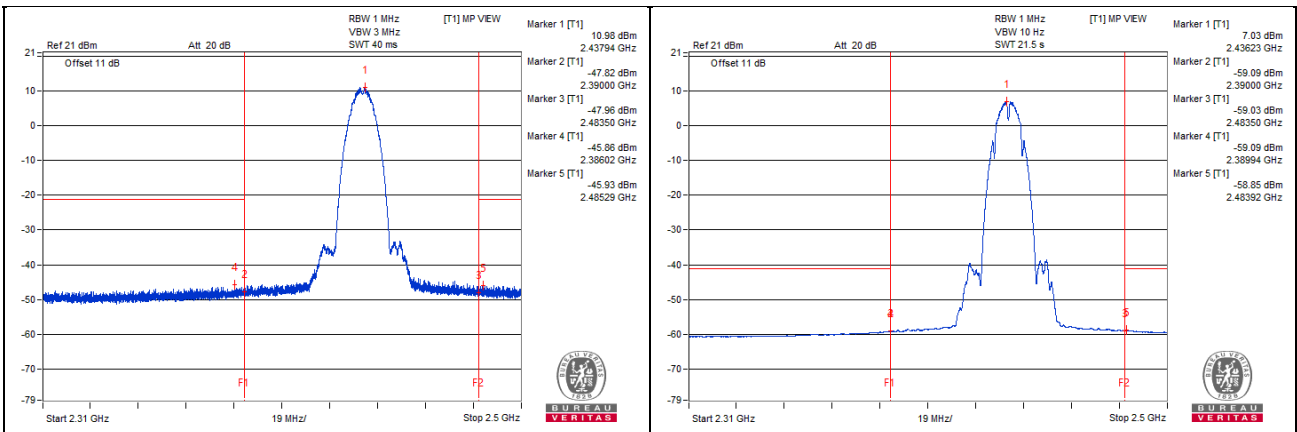 RBW 1 MHz [T1] MP VIEW
VBW 3 MHz
Ref 21 dBm Att 20 dB SWT 40 ms
Offset 11 dB
21
10
0
-10
-20
-30
-40
-50
-60
-70
-79
1
4
2
3
5
F1
F2
Start 2.31 GHz 19 MHz/ Stop 2.5 GHz
Marker 1 [T1]
10.98 dBm
2.43794 GHz
Marker 2 [T1]
-47.82 dBm
2.39000 GHz
Marker 3 [T1]
-47.96 dBm
2.48350 GHz
Marker 4 [T1]
-45.86 dBm
2.38602 GHz
Marker 5 [T1]
-45.93 dBm
2.48529 GHz
BUREAU VERITAS
1828
BUREAU
VERITAS
RBW 1 MHz [T1] MP VIEW
VBW 10 Hz
Ref 21 dBm Att 20 dB SWT 21.5 s
Offset 11 dB
21
10
0
-10
-20
-30
-40
-50
-60
-70
-79
1
5
F1
F2
Start 2.31 GHz 19 MHz/ Stop 2.5 GHz
Marker 1 [T1]
7.03 dBm
2.43623 GHz
Marker 2 [T1]
-59.09 dBm
2.39000 GHz
Marker 3 [T1]
-59.03 dBm
2.48350 GHz
Marker 4 [T1]
-59.09 dBm
2.38994 GHz
Marker 5 [T1]
-58.85 dBm
2.48392 GHz
BUREAU VERITAS
1828
BUREAU
VERITAS